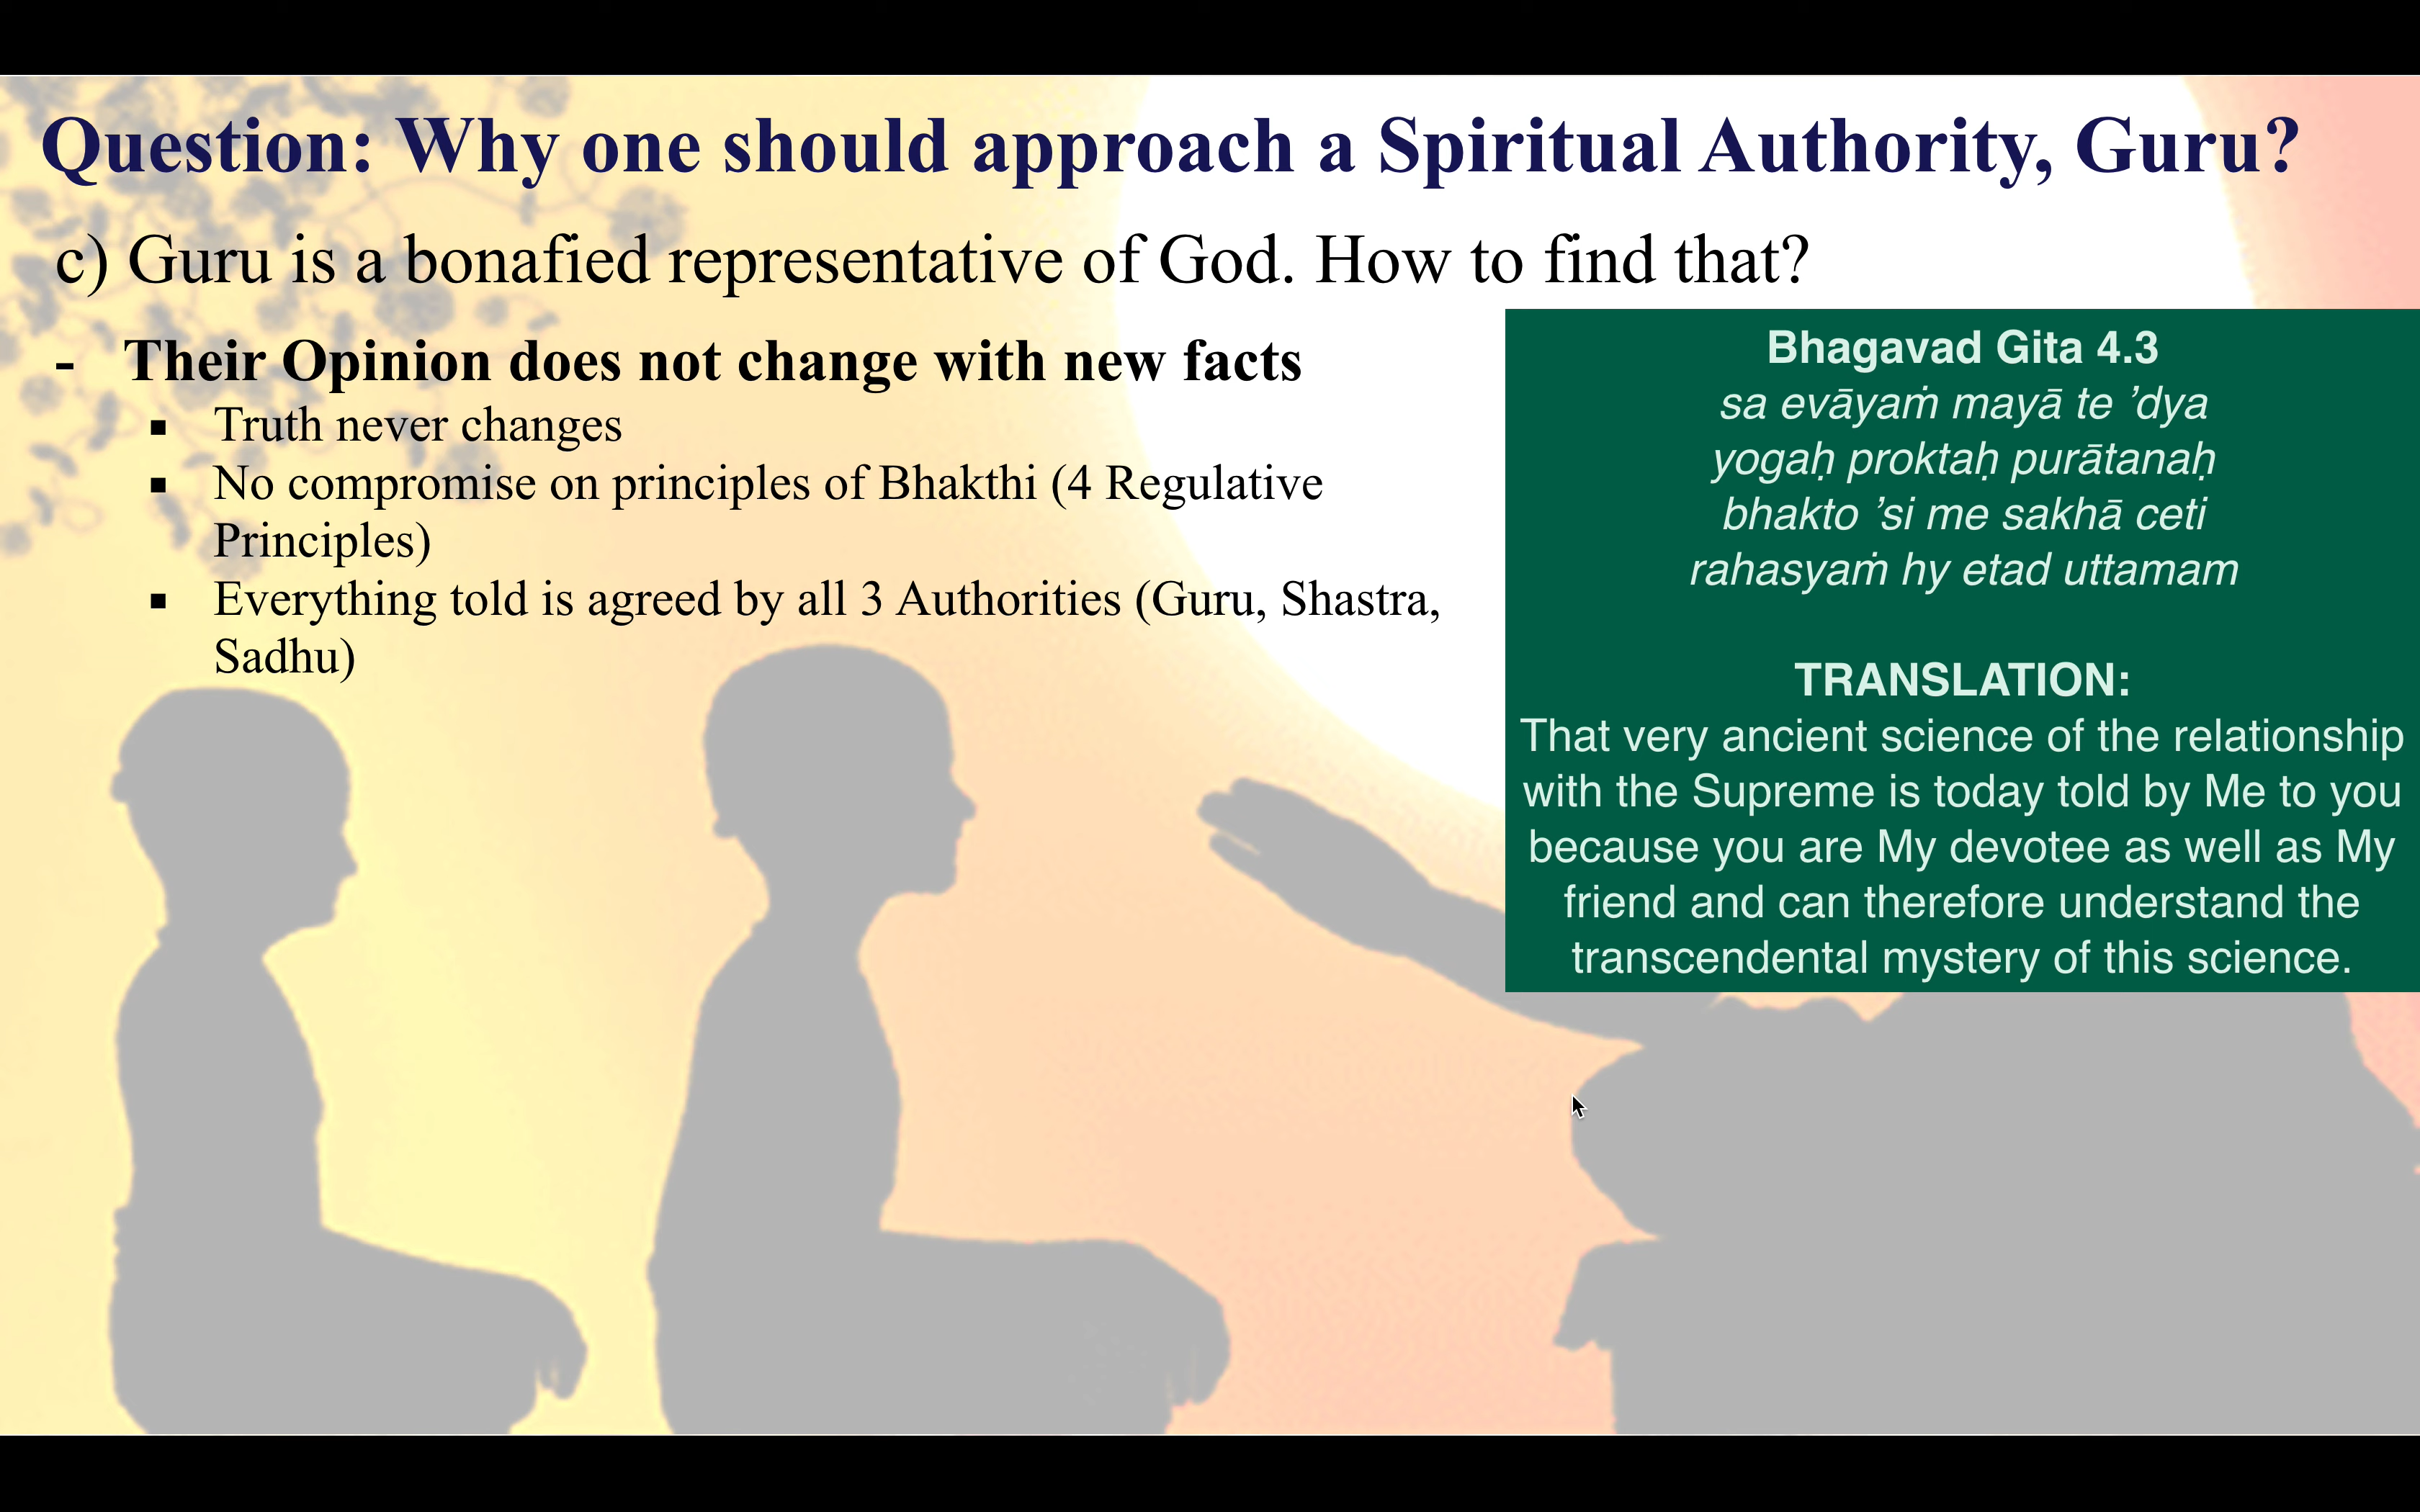 Question: Why one should approach a Spiritual Authority, Guru?
c) Guru is a bonafied representative of God. How to find that?
- Their Opinion does not change with new facts
▪ Truth never changes
▪ No compromise on principles of Bhakthi (4 Regulative
Principles)
▪ Everything told is agreed by all 3 Authorities (Guru, Shastra,
Sadhu)
Bhagavad Gita 4.3
sa evāyaṁ mayā te ’dya
yogaḥ proktaḥ purātanaḥ
bhakto ’si me sakhā ceti
rahasyaṁ hy etad uttamam
TRANSLATION:
That very ancient science of the relationship
with the Supreme is today told by Me to you
because you are My devotee as well as My
friend and can therefore understand the
transcendental mystery of this science.